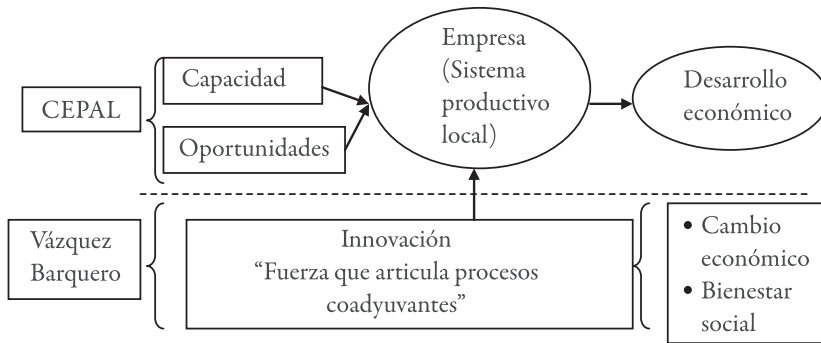 CEPAL
Capacidad
Oportunidades
Empresa
(Sistema
productivo
local)
Desarrollo
económico
Vázquez
Barquero
Innovación
“Fuerza que articula procesos
coadyuvantes”
• Cambio
económico
• Bienestar
social